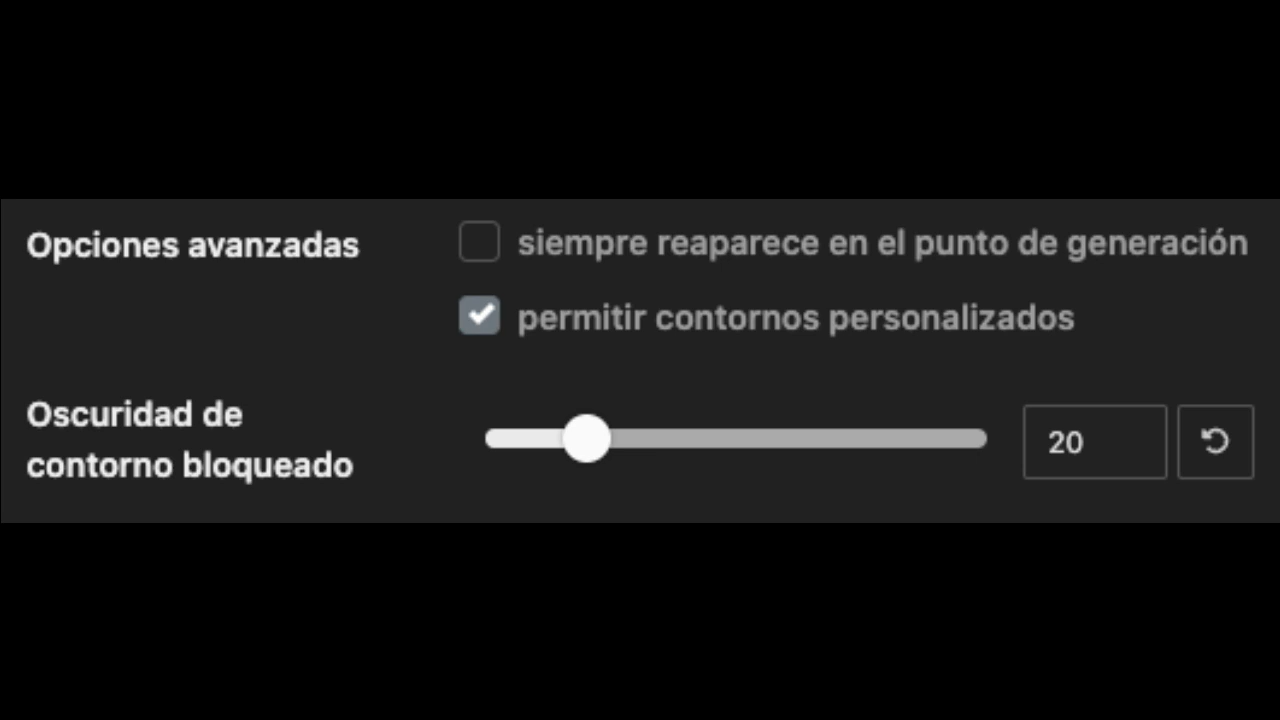 Opciones avanzadas
siempre reaparece en el punto de generación
permitir contornos personalizados
Oscuridad de
contorno bloqueado
20